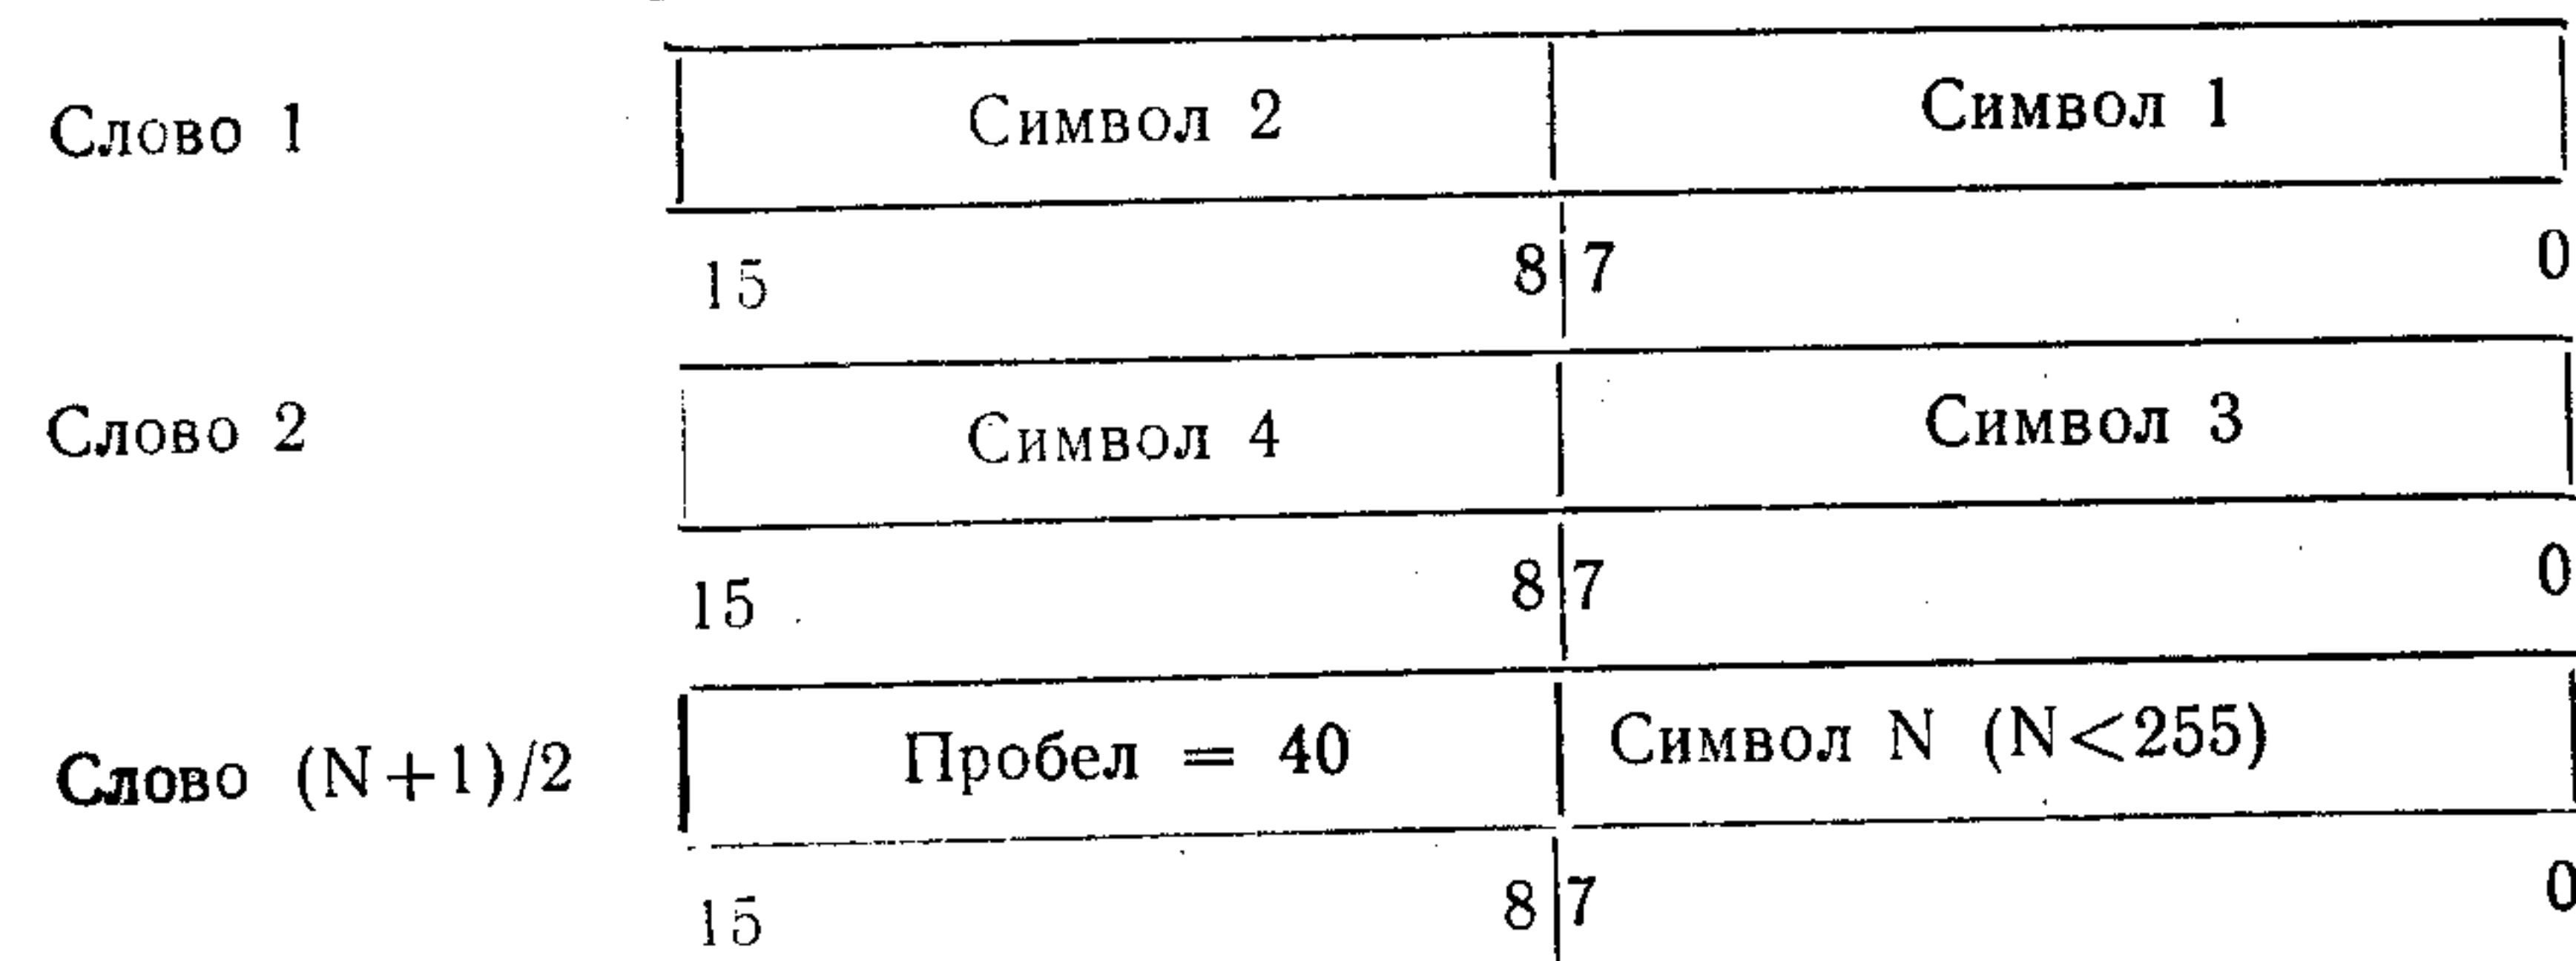 Слово 1 Символ 2 Символ 1
15 8 7 0
Слово 2 Символ 4 Символ 3
15 8 7 0
Слово (N+1)/2 Пробел = 40 Символ N (N<255)
15 8 7 0